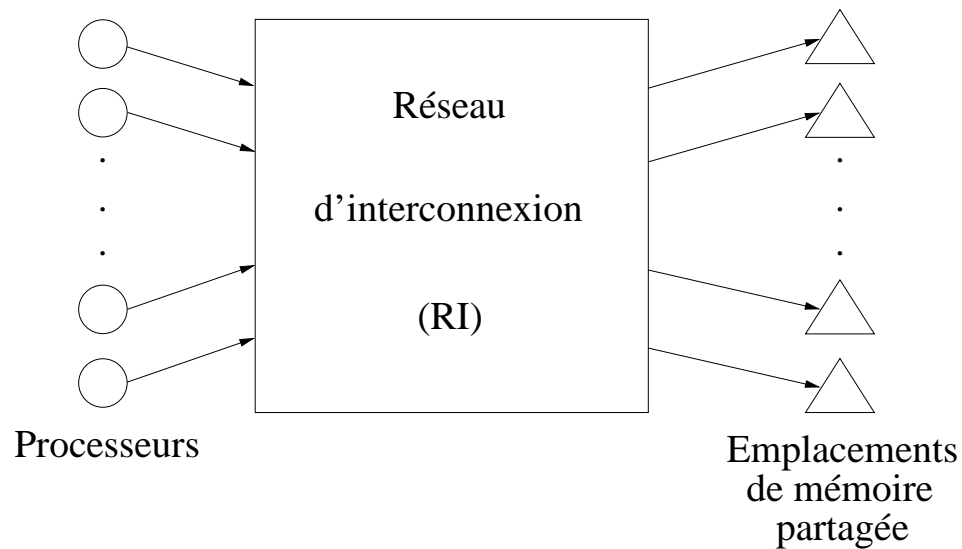 Réseau
d'interconnexion
(RI)
Processeurs
Emplacements
de mémoire
partagée